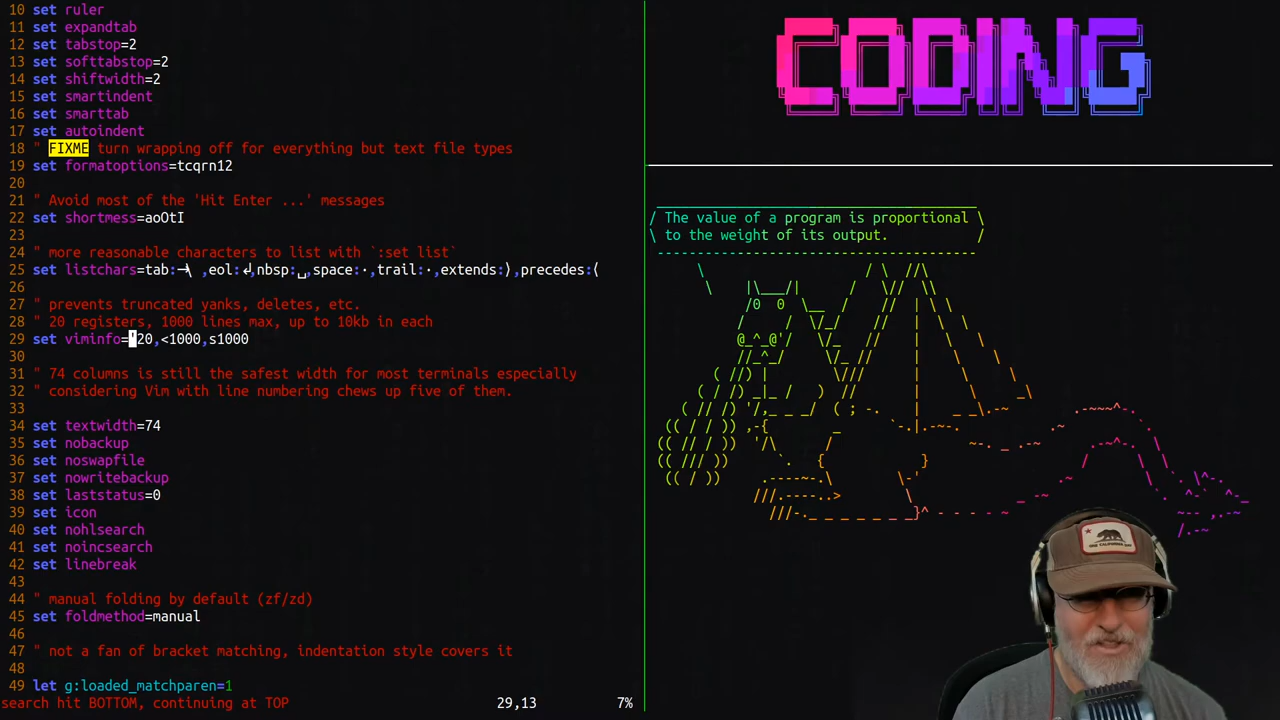 10 set ruler
11 set expandtab
12 set tabstop=2
13 set softtabstop=2
14 set shiftwidth=2
15 set smartindent
16 set smarttab
17 set autoindent
18 " FIXME turn wrapping off for everything but text file types
19 set formatoptions=tcqrn12
20
21 " Avoid most of the 'Hit Enter ...' messages
22 set shortmess=aoOtI
23
24 " more reasonable characters to list with `:set list`
25 set listchars=tab:→\ ,eol:↲,nbsp:␣,space:·,trail:·,extends:⟩,precedes:⟨
26
27 " prevents truncated yanks, deletes, etc.
28 " 20 registers, 1000 lines max, up to 10kb in each
29 set viminfo='20,<1000,s1000
30
31 " 74 columns is still the safest width for most terminals especially
32 " considering Vim with line numbering chews up five of them.
33
34 set textwidth=74
35 set nobackup
36 set noswapfile
37 set nowritebackup
38 set laststatus=0
39 set icon
40 set nohlsearch
41 set noincsearch
42 set linebreak
43
44 " manual folding by default (zf/zd)
45 set foldmethod=manual
46
47 " not a fan of bracket matching, indentation style covers it
48
49 let g:loaded_matchparen=1
search hit BOTTOM, continuing at TOP 29,13 7%
CODING
/ The value of a program is proportional \
\ to the weight of its output. /